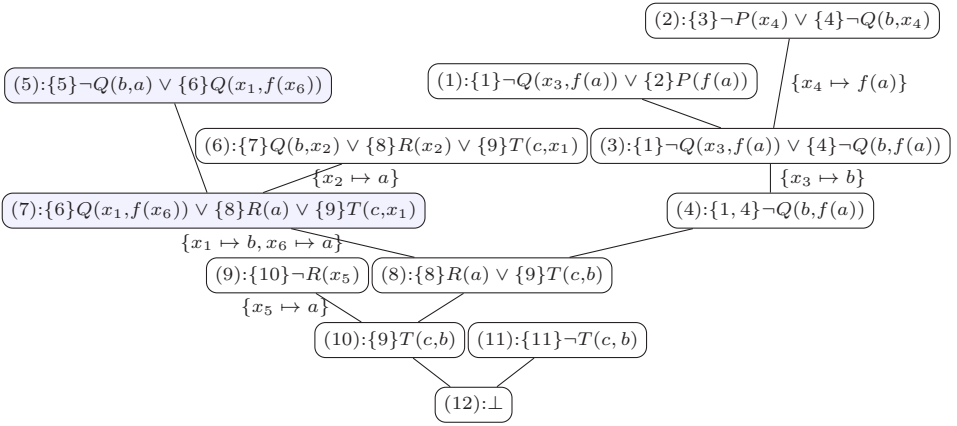 (2):{3}¬P(x₄) ∨ {4}¬Q(b,x₄)
(5):{5}¬Q(b,a) ∨ {6}Q(x₁,f(x₆))
(1):{1}¬Q(x₃,f(a)) ∨ {2}P(f(a))
{x₄ ↦ f(a)}
(6):{7}Q(b,x₂) ∨ {8}R(x₂) ∨ {9}T(c,x₁)
(3):{1}¬Q(x₃,f(a)) ∨ {4}¬Q(b,f(a))
{x₂ ↦ a}
{x₃ ↦ b}
(7):{6}Q(x₁,f(x₆)) ∨ {8}R(a) ∨ {9}T(c,x₁)
(4):{1, 4}¬Q(b,f(a))
{x₁ ↦ b, x₆ ↦ a}
(9):{10}¬R(x₅)
(8):{8}R(a) ∨ {9}T(c,b)
{x₅ ↦ a}
(10):{9}T(c,b)
(11):{11}¬T(c, b)
(12):⊥